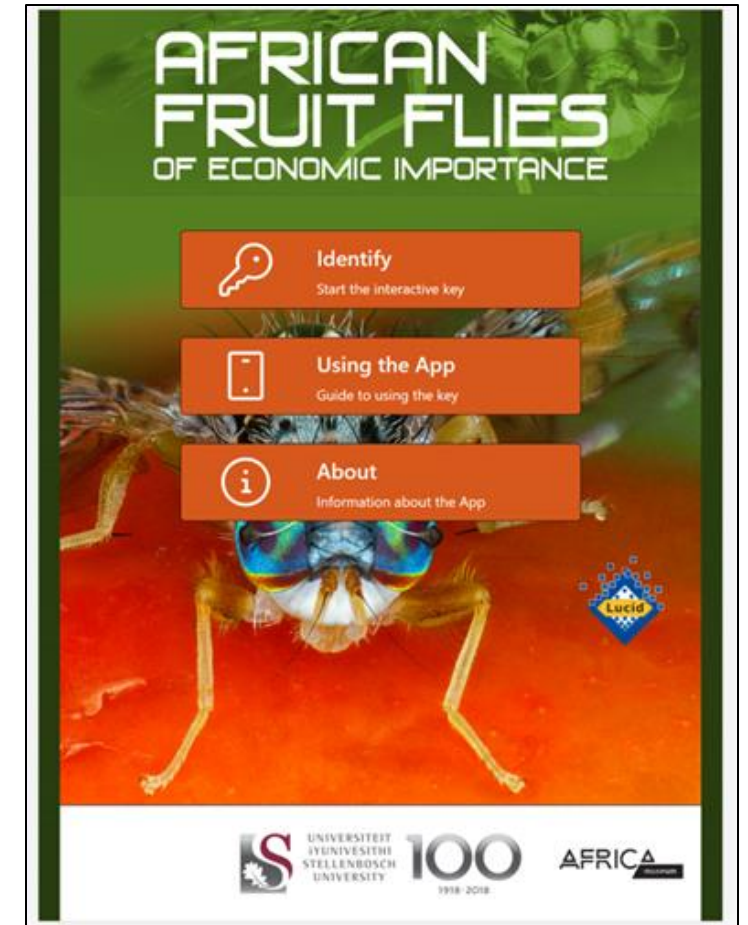 AFRICAN
FRUIT FLIES
OF ECONOMIC IMPORTANCE
Identify
Start the interactive key
Using the App
Guide to using the key
About
Information about the App
Lucid
UNIVERSITEIT
iYUNIVESITHI
STELLENBOSCH
UNIVERSITY
100
1918-2018
AFRICA
museum